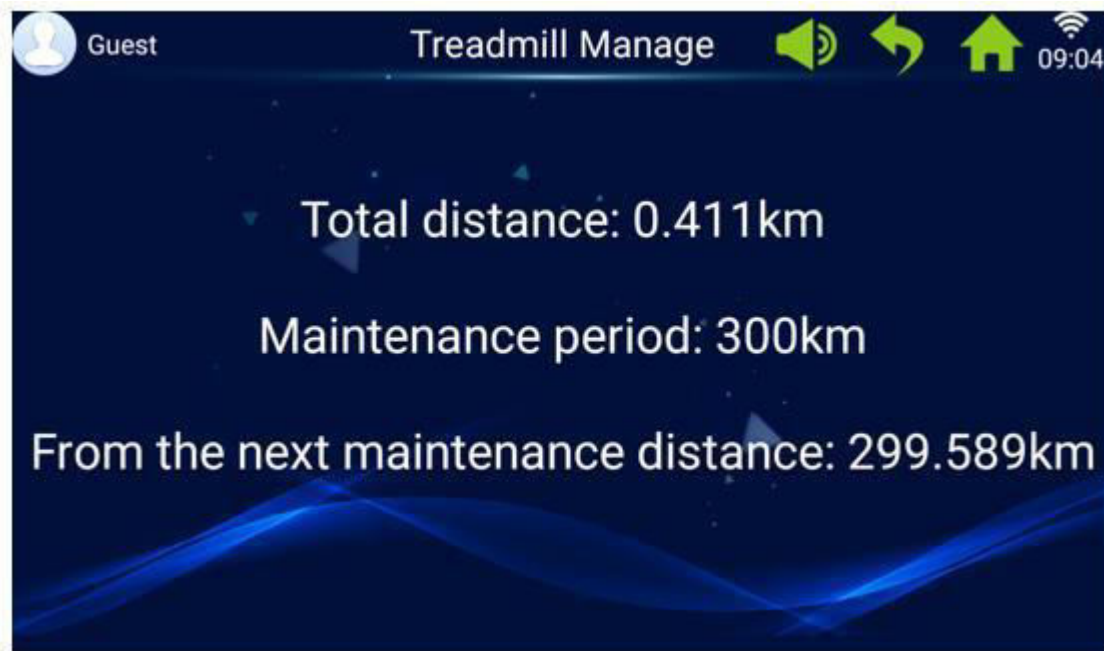 Guest
Treadmill Manage
09:04
Total distance: 0.411km
Maintenance period: 300km
From the next maintenance distance: 299.589km